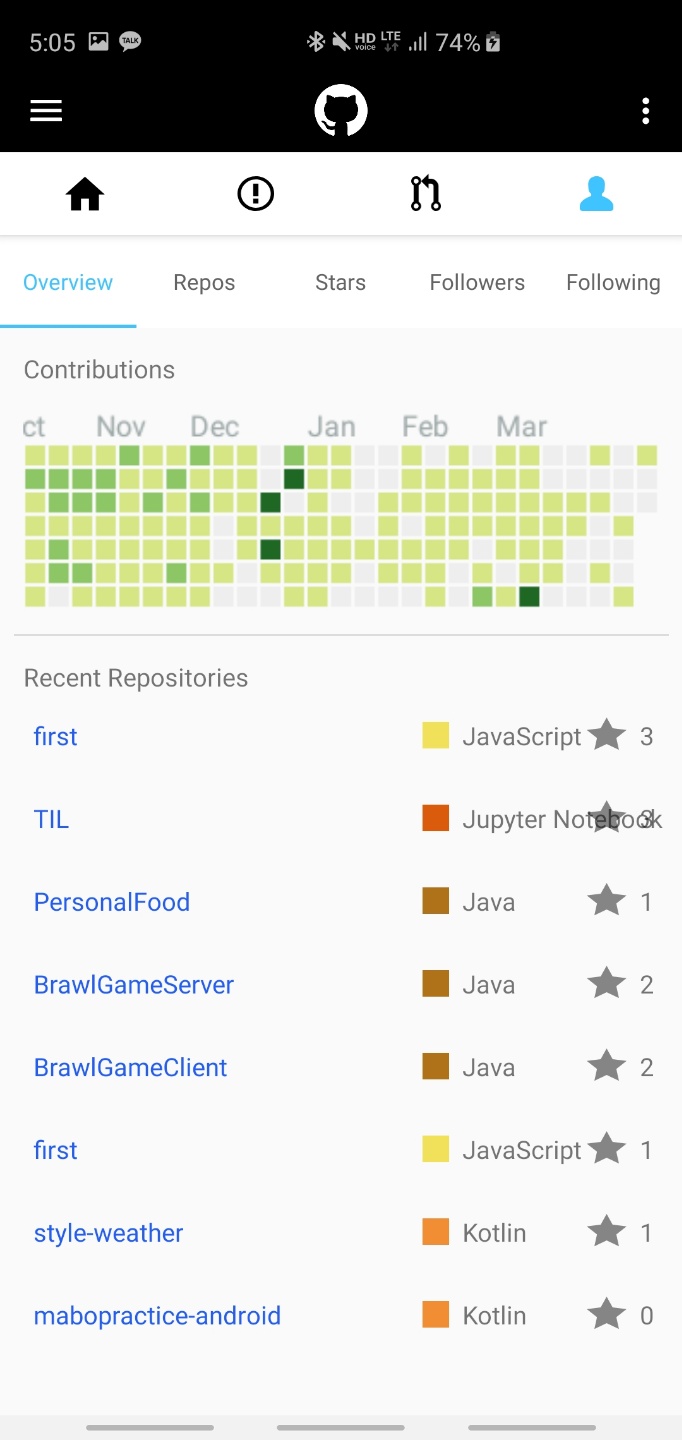 5:05 TALK HD voice LTE 74%
Overview Repos Stars Followers Following
Contributions
ct Nov Dec Jan Feb Mar
Recent Repositories
first JavaScript 3
TIL Jupyter Notebook 3
PersonalFood Java 1
BrawlGameServer Java 2
BrawlGameClient Java 2
first JavaScript 1
style-weather Kotlin 1
mabopractice-android Kotlin 0